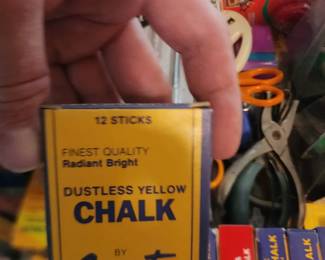 12 STICKS
FINEST QUALITY
Radiant Bright
DUSTLESS YELLOW
CHALK
BY